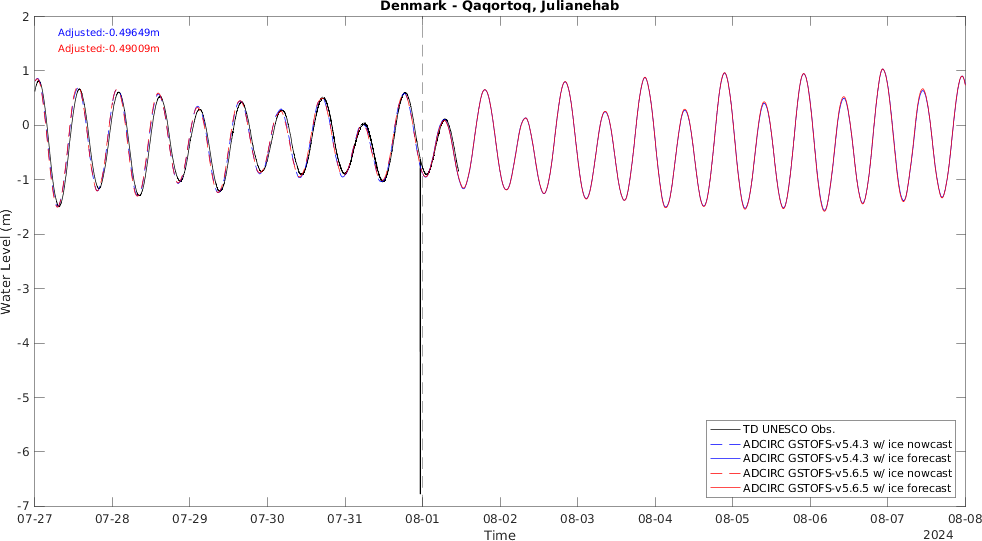 Denmark - Qaqortoq, Julianehab
Adjusted:-0.49649m
Adjusted:-0.49009m
2
1
0
-1
-2
-3
-4
-5
-6
-7
Water Level (m)
TD UNESCO Obs.
ADCIRC GSTOFS-v5.4.3 w/ ice nowcast
ADCIRC GSTOFS-v5.4.3 w/ ice forecast
ADCIRC GSTOFS-v5.6.5 w/ ice nowcast
ADCIRC GSTOFS-v5.6.5 w/ ice forecast
07-27 07-28 07-29 07-30 07-31 08-01 08-02 08-03 08-04 08-05 08-06 08-07 08-08
Time
2024